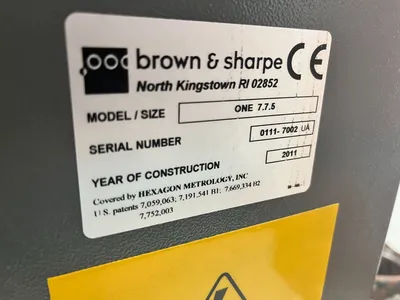 brown & sharpe CE
North Kingstown RI 02852
MODEL / SIZE ONE 7.7.5
SERIAL NUMBER 0111-7002 UA
YEAR OF CONSTRUCTION 2011
Covered by HEXAGON METROLOGY, INC
U.S. patents 7,059,063; 7,191,541 B1; 7,669,334 B2
7,752,003